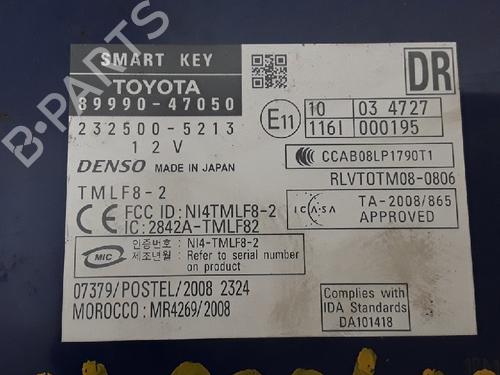 SMART KEY
TOYOTA
89990-47050
232500-5213
12V
DENSO MADE IN JAPAN
TMLF8-2
FCC ID: NI4TMLF8-2
IC: 2842A-TMLF82
MIC
인증번호 : NI4-TMLF8-2
제조년월 : Refer to serial number
on product
07379/POSTEL/2008 2324
MOROCCO: MR4269/2008
DR
E11
10 03 4727
116I 000195
CCAB08LP1790T1
RLVTOTM08-0806
ICASA
TA-2008/865
APPROVED
Complies with
IDA Standards
DA101418
B-PARTS